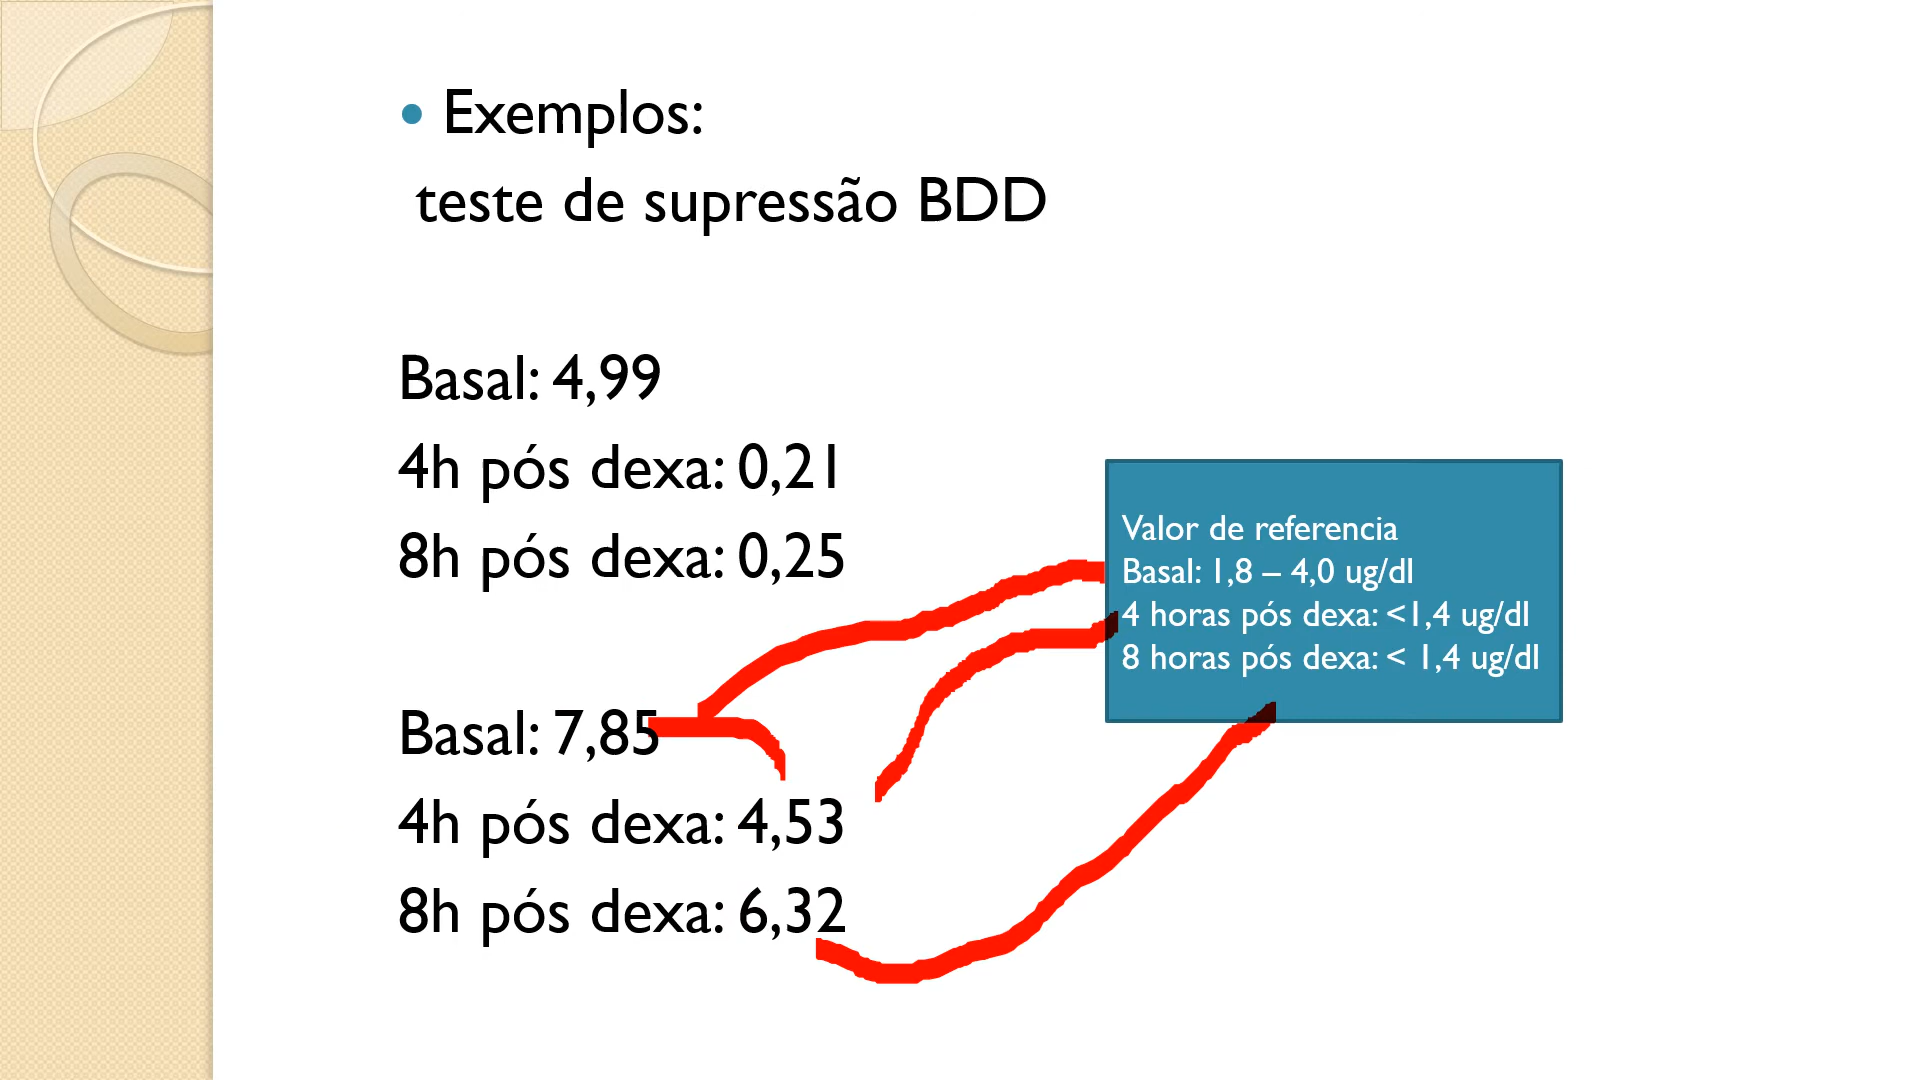 Exemplos:
teste de supressão BDD
Basal: 4,99
4h pós dexa: 0,21
8h pós dexa: 0,25
Basal: 7,85
4h pós dexa: 4,53
8h pós dexa: 6,32
Valor de referencia
Basal: 1,8 – 4,0 ug/dl
4 horas pós dexa: <1,4 ug/dl
8 horas pós dexa: < 1,4 ug/dl